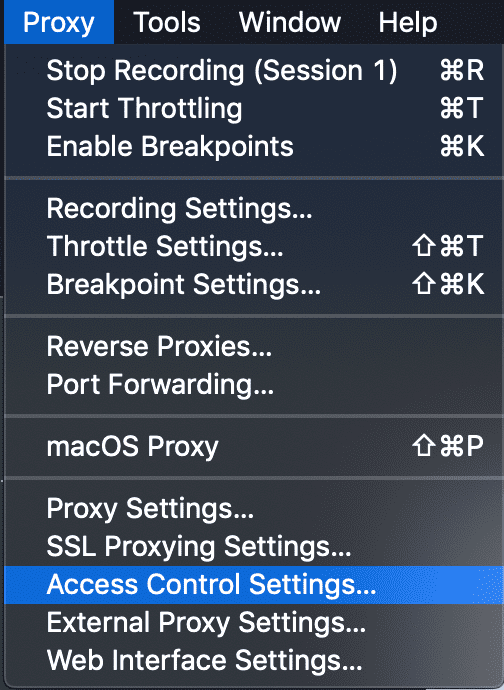 Proxy Tools Window Help
Stop Recording (Session 1) ⌘R
Start Throttling ⌘T
Enable Breakpoints ⌘K
Recording Settings...
Throttle Settings... ⇧⌘T
Breakpoint Settings... ⇧⌘K
Reverse Proxies...
Port Forwarding...
macOS Proxy ⇧⌘P
Proxy Settings...
SSL Proxying Settings...
Access Control Settings...
External Proxy Settings...
Web Interface Settings...